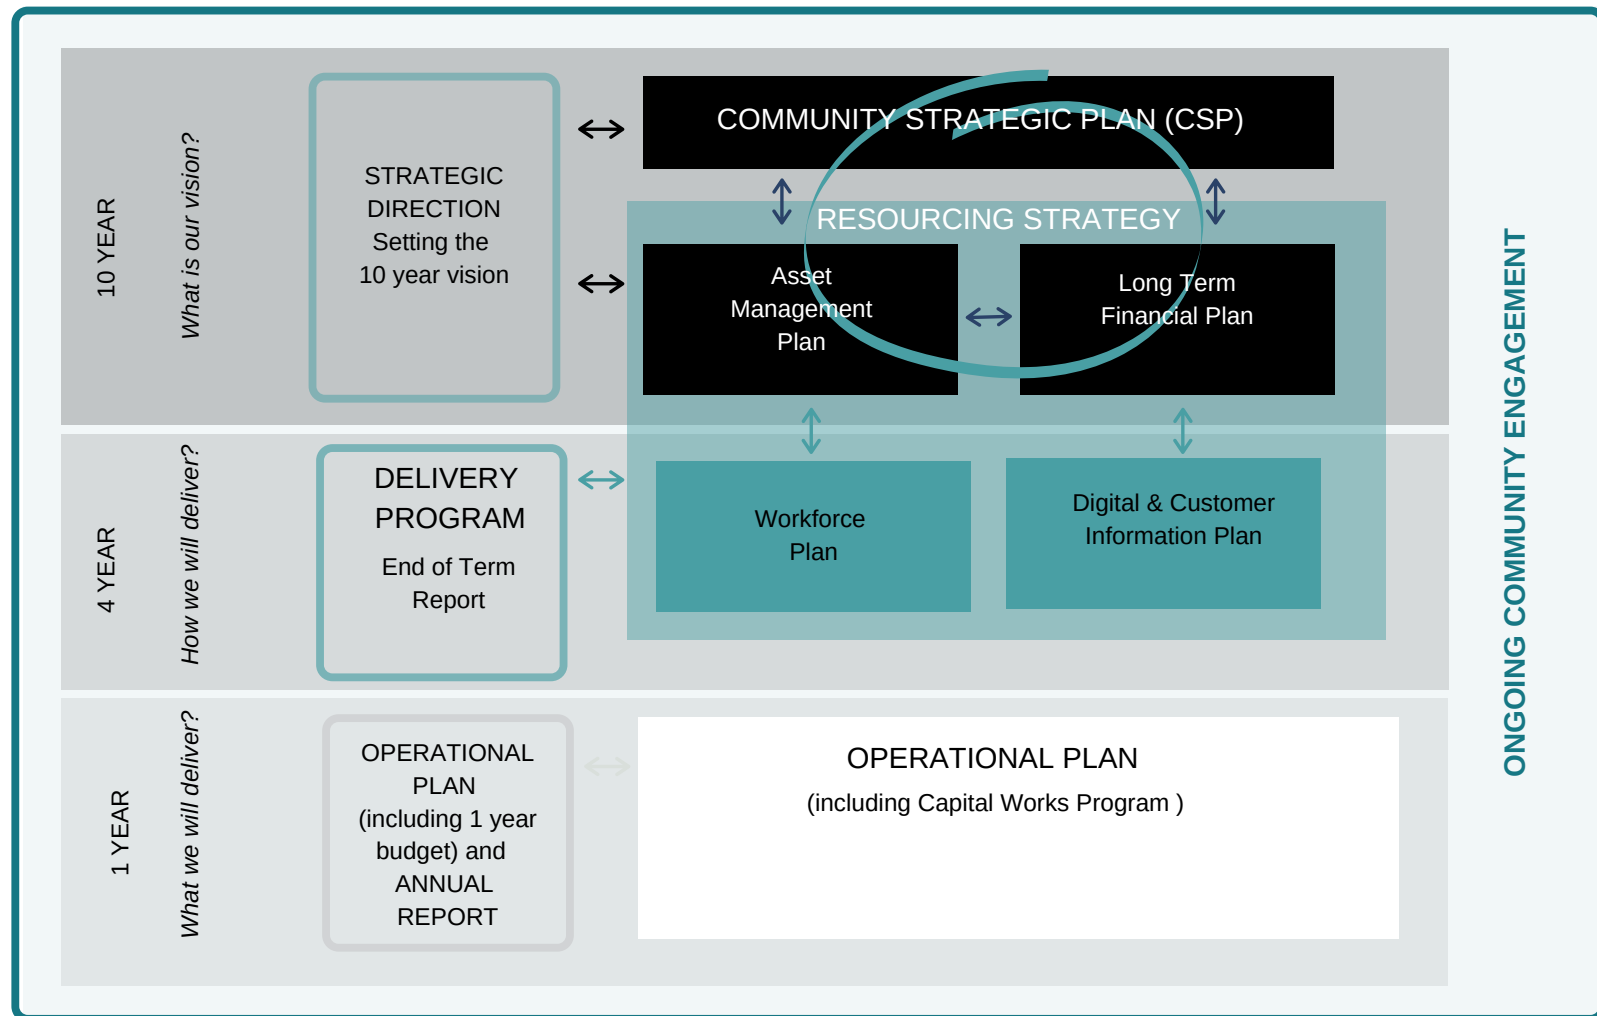 10 YEAR
What is our vision?
STRATEGIC
DIRECTION
Setting the
10 year vision
COMMUNITY STRATEGIC PLAN (CSP)
RESOURCING STRATEGY
Asset
Management
Plan
Long Term
Financial Plan
4 YEAR
How we will deliver?
DELIVERY
PROGRAM
End of Term
Report
Workforce
Plan
Digital & Customer
Information Plan
1 YEAR
What we will deliver?
OPERATIONAL
PLAN
(including 1 year
budget) and
ANNUAL
REPORT
OPERATIONAL PLAN
(including Capital Works Program )
ONGOING COMMUNITY ENGAGEMENT